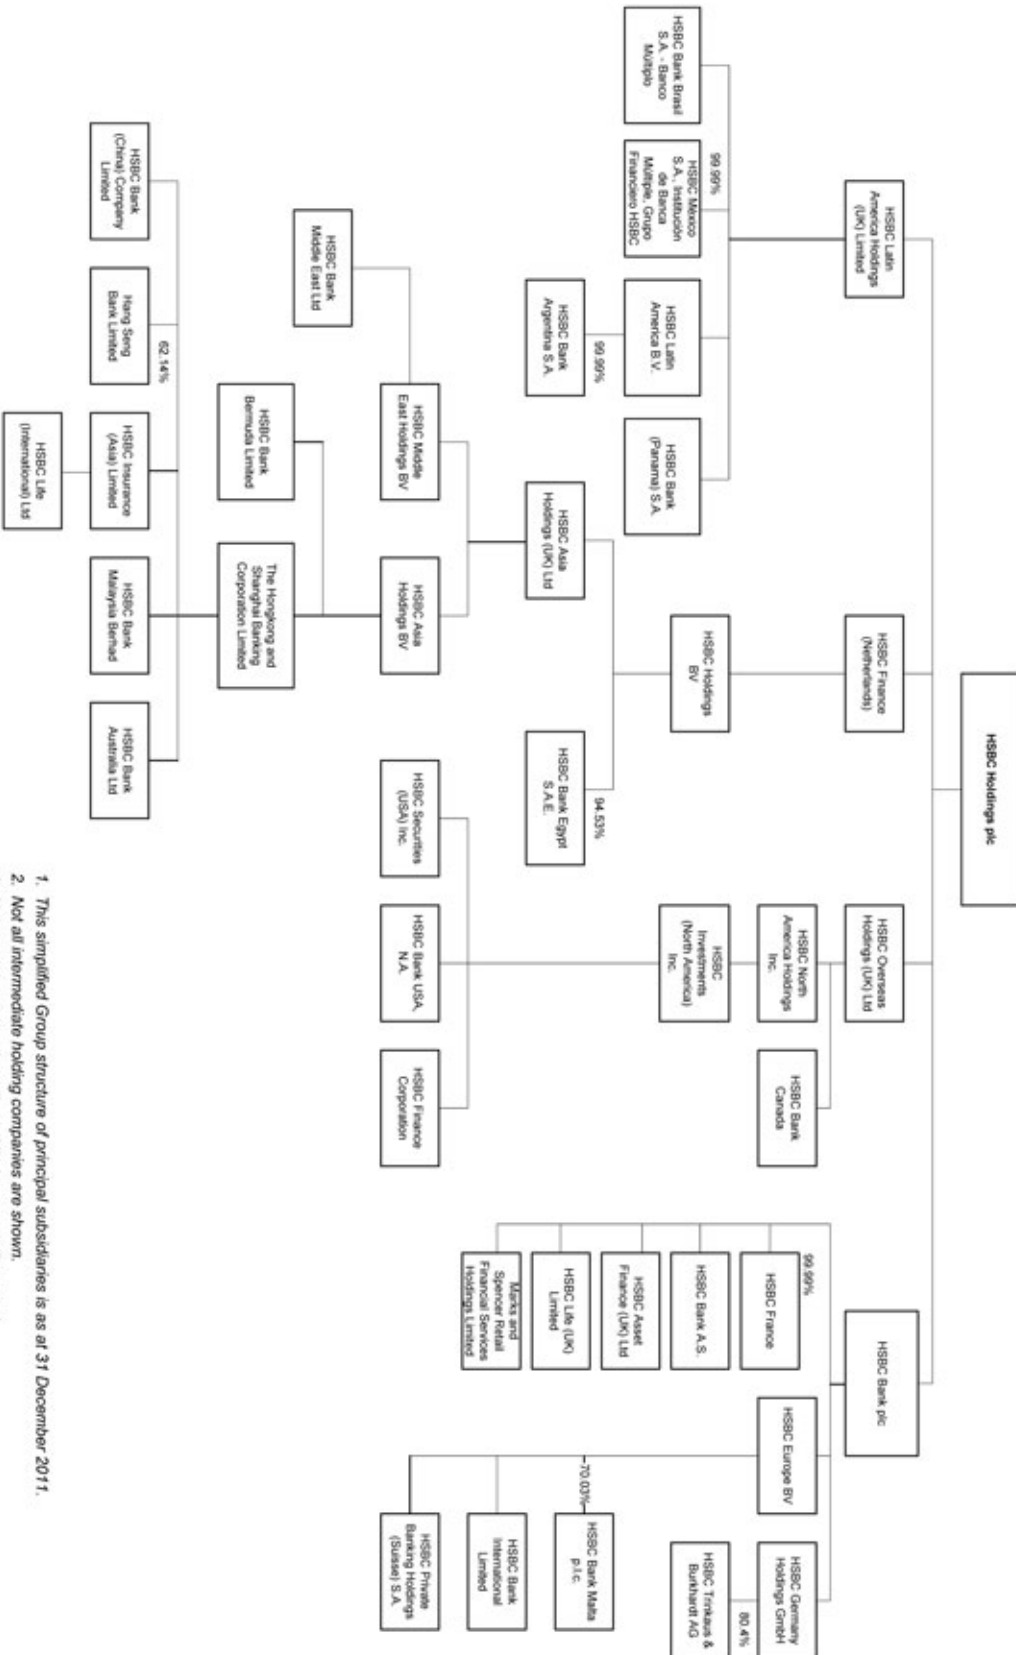 HSBC Holdings plc
HSBC Latin
America Holdings
(UK) Limited
HSBC Finance
(Netherlands)
HSBC Overseas
Holdings (UK) Ltd
HSBC Bank plc
99.99%
HSBC Bank Brasil
S.A. - Banco
Múltiplo
HSBC México
S.A., Institución
de Banca
Múltiple, Grupo
Financiero HSBC
HSBC Latin
America B.V.
HSBC Bank
(Panama) S.A.
99.99%
HSBC Bank
Argentina S.A.
HSBC Holdings
BV
HSBC North
America Holdings
Inc.
HSBC Bank
Canada
HSBC
Investments
(North America)
Inc.
99.99%
HSBC France
HSBC Bank A.S.
HSBC Asset
Finance (UK) Ltd
HSBC Life (UK)
Limited
Marks and
Spencer Retail
Financial Services
Holdings Limited
HSBC Europe BV
HSBC Germany
Holdings GmbH
80.4%
HSBC Trinkaus &
Burkhardt AG
70.03%
HSBC Bank Malta
p.l.c.
HSBC Bank
International
Limited
HSBC Private
Banking Holdings
(Suisse) S.A.
94.53%
HSBC Asia
Holdings (UK) Ltd
HSBC Bank Egypt
S.A.E.
HSBC Middle
East Holdings BV
HSBC Asia
Holdings BV
HSBC Securities
(USA) Inc.
HSBC Bank USA,
N.A.
HSBC Finance
Corporation
HSBC Bank
Middle East Ltd
HSBC Bank
Bermuda Limited
The Hongkong and
Shanghai Banking
Corporation Limited
62.14%
HSBC Bank
(China) Company
Limited
Hang Seng
Bank Limited
HSBC Insurance
(Asia) Limited
HSBC Bank
Malaysia Berhad
HSBC Bank
Australia Ltd
HSBC Life
(International) Ltd
1. This simplified Group structure of principal subsidiaries is as at 31 December 2011.
2. Not all intermediate holding companies are shown.